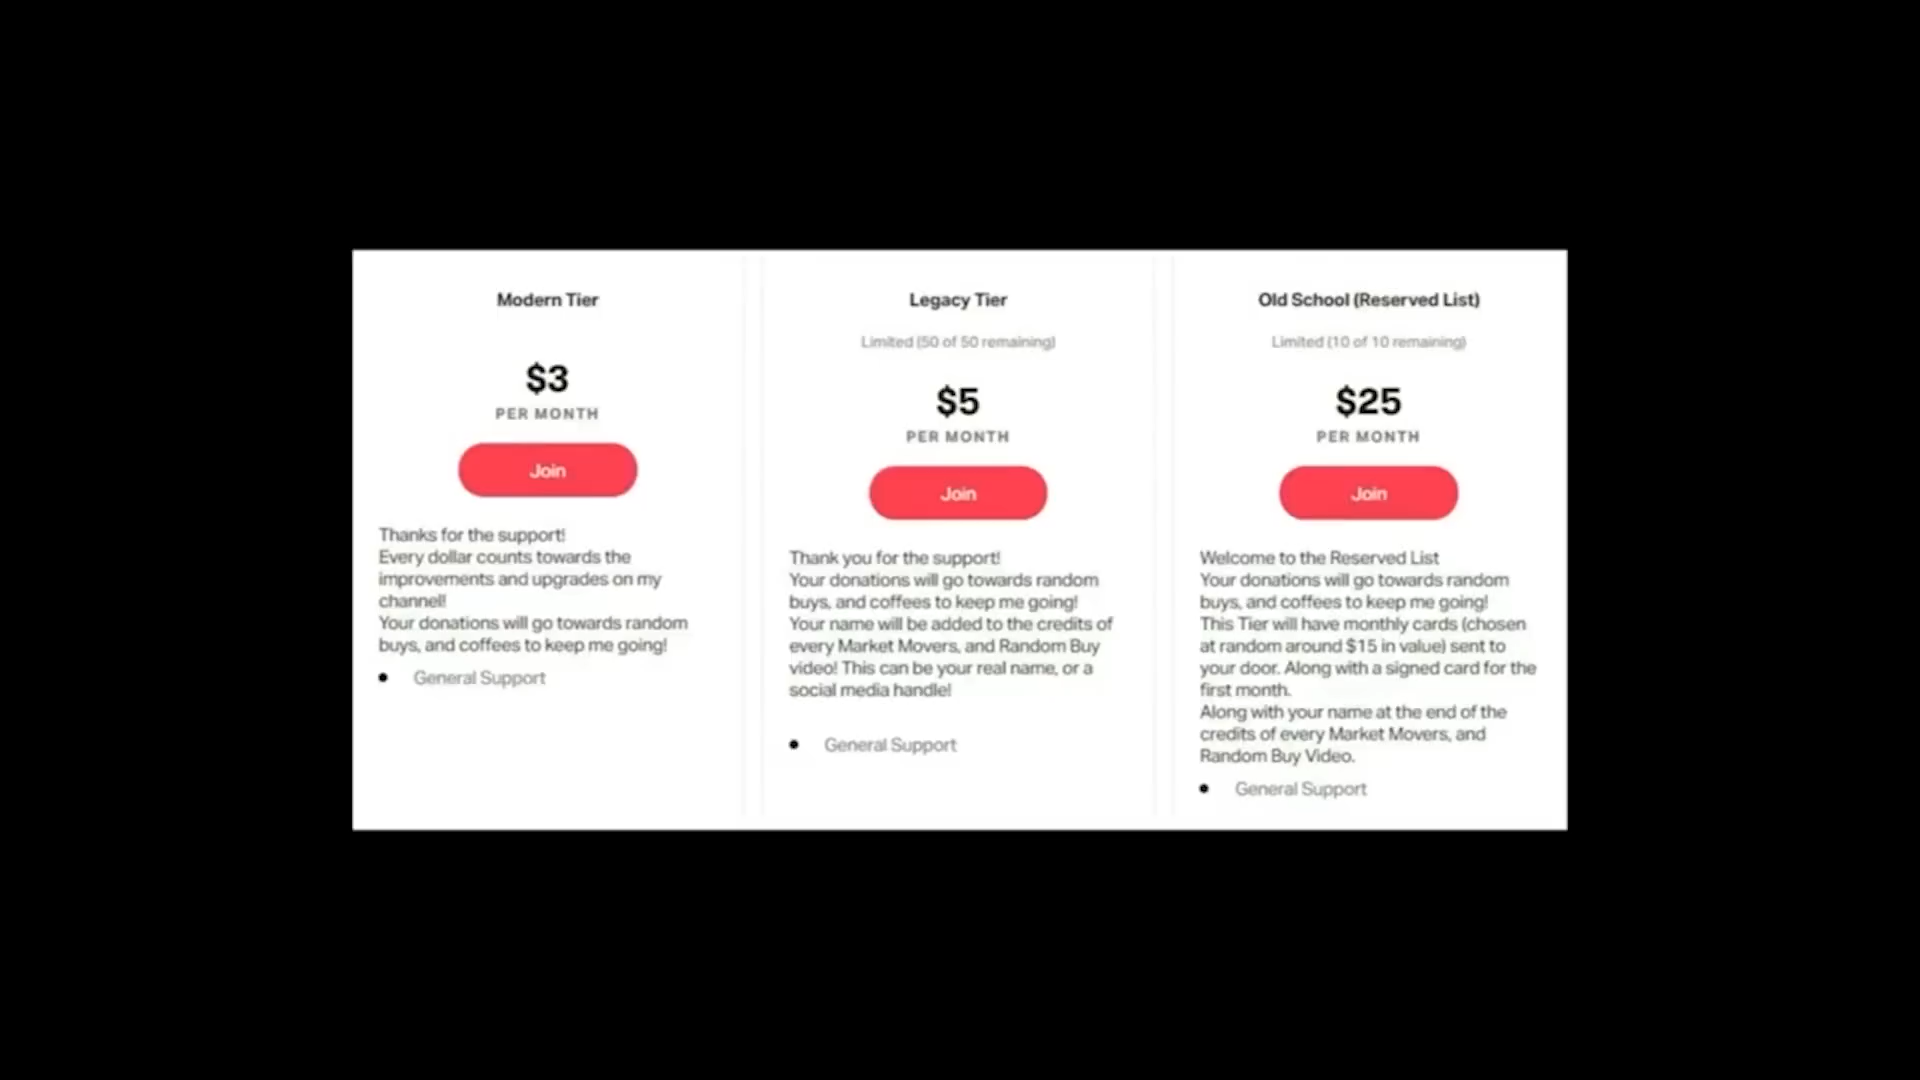 Modern Tier
$3
PER MONTH
Join
Thanks for the support!
Every dollar counts towards the
improvements and upgrades on my
channel!
Your donations will go towards random
buys, and coffees to keep me going!
General Support
Legacy Tier
Limited (50 of 50 remaining)
$5
PER MONTH
Join
Thank you for the support!
Your donations will go towards random
buys, and coffees to keep me going!
Your name will be added to the credits of
every Market Movers, and Random Buy
video! This can be your real name, or a
social media handle!
General Support
Old School (Reserved List)
Limited (10 of 10 remaining)
$25
PER MONTH
Join
Welcome to the Reserved List
Your donations will go towards random
buys, and coffees to keep me going!
This Tier will have monthly cards (chosen
at random around $15 in value) sent to
your door. Along with a signed card for the
first month.
Along with your name at the end of the
credits of every Market Movers, and
Random Buy Video.
General Support